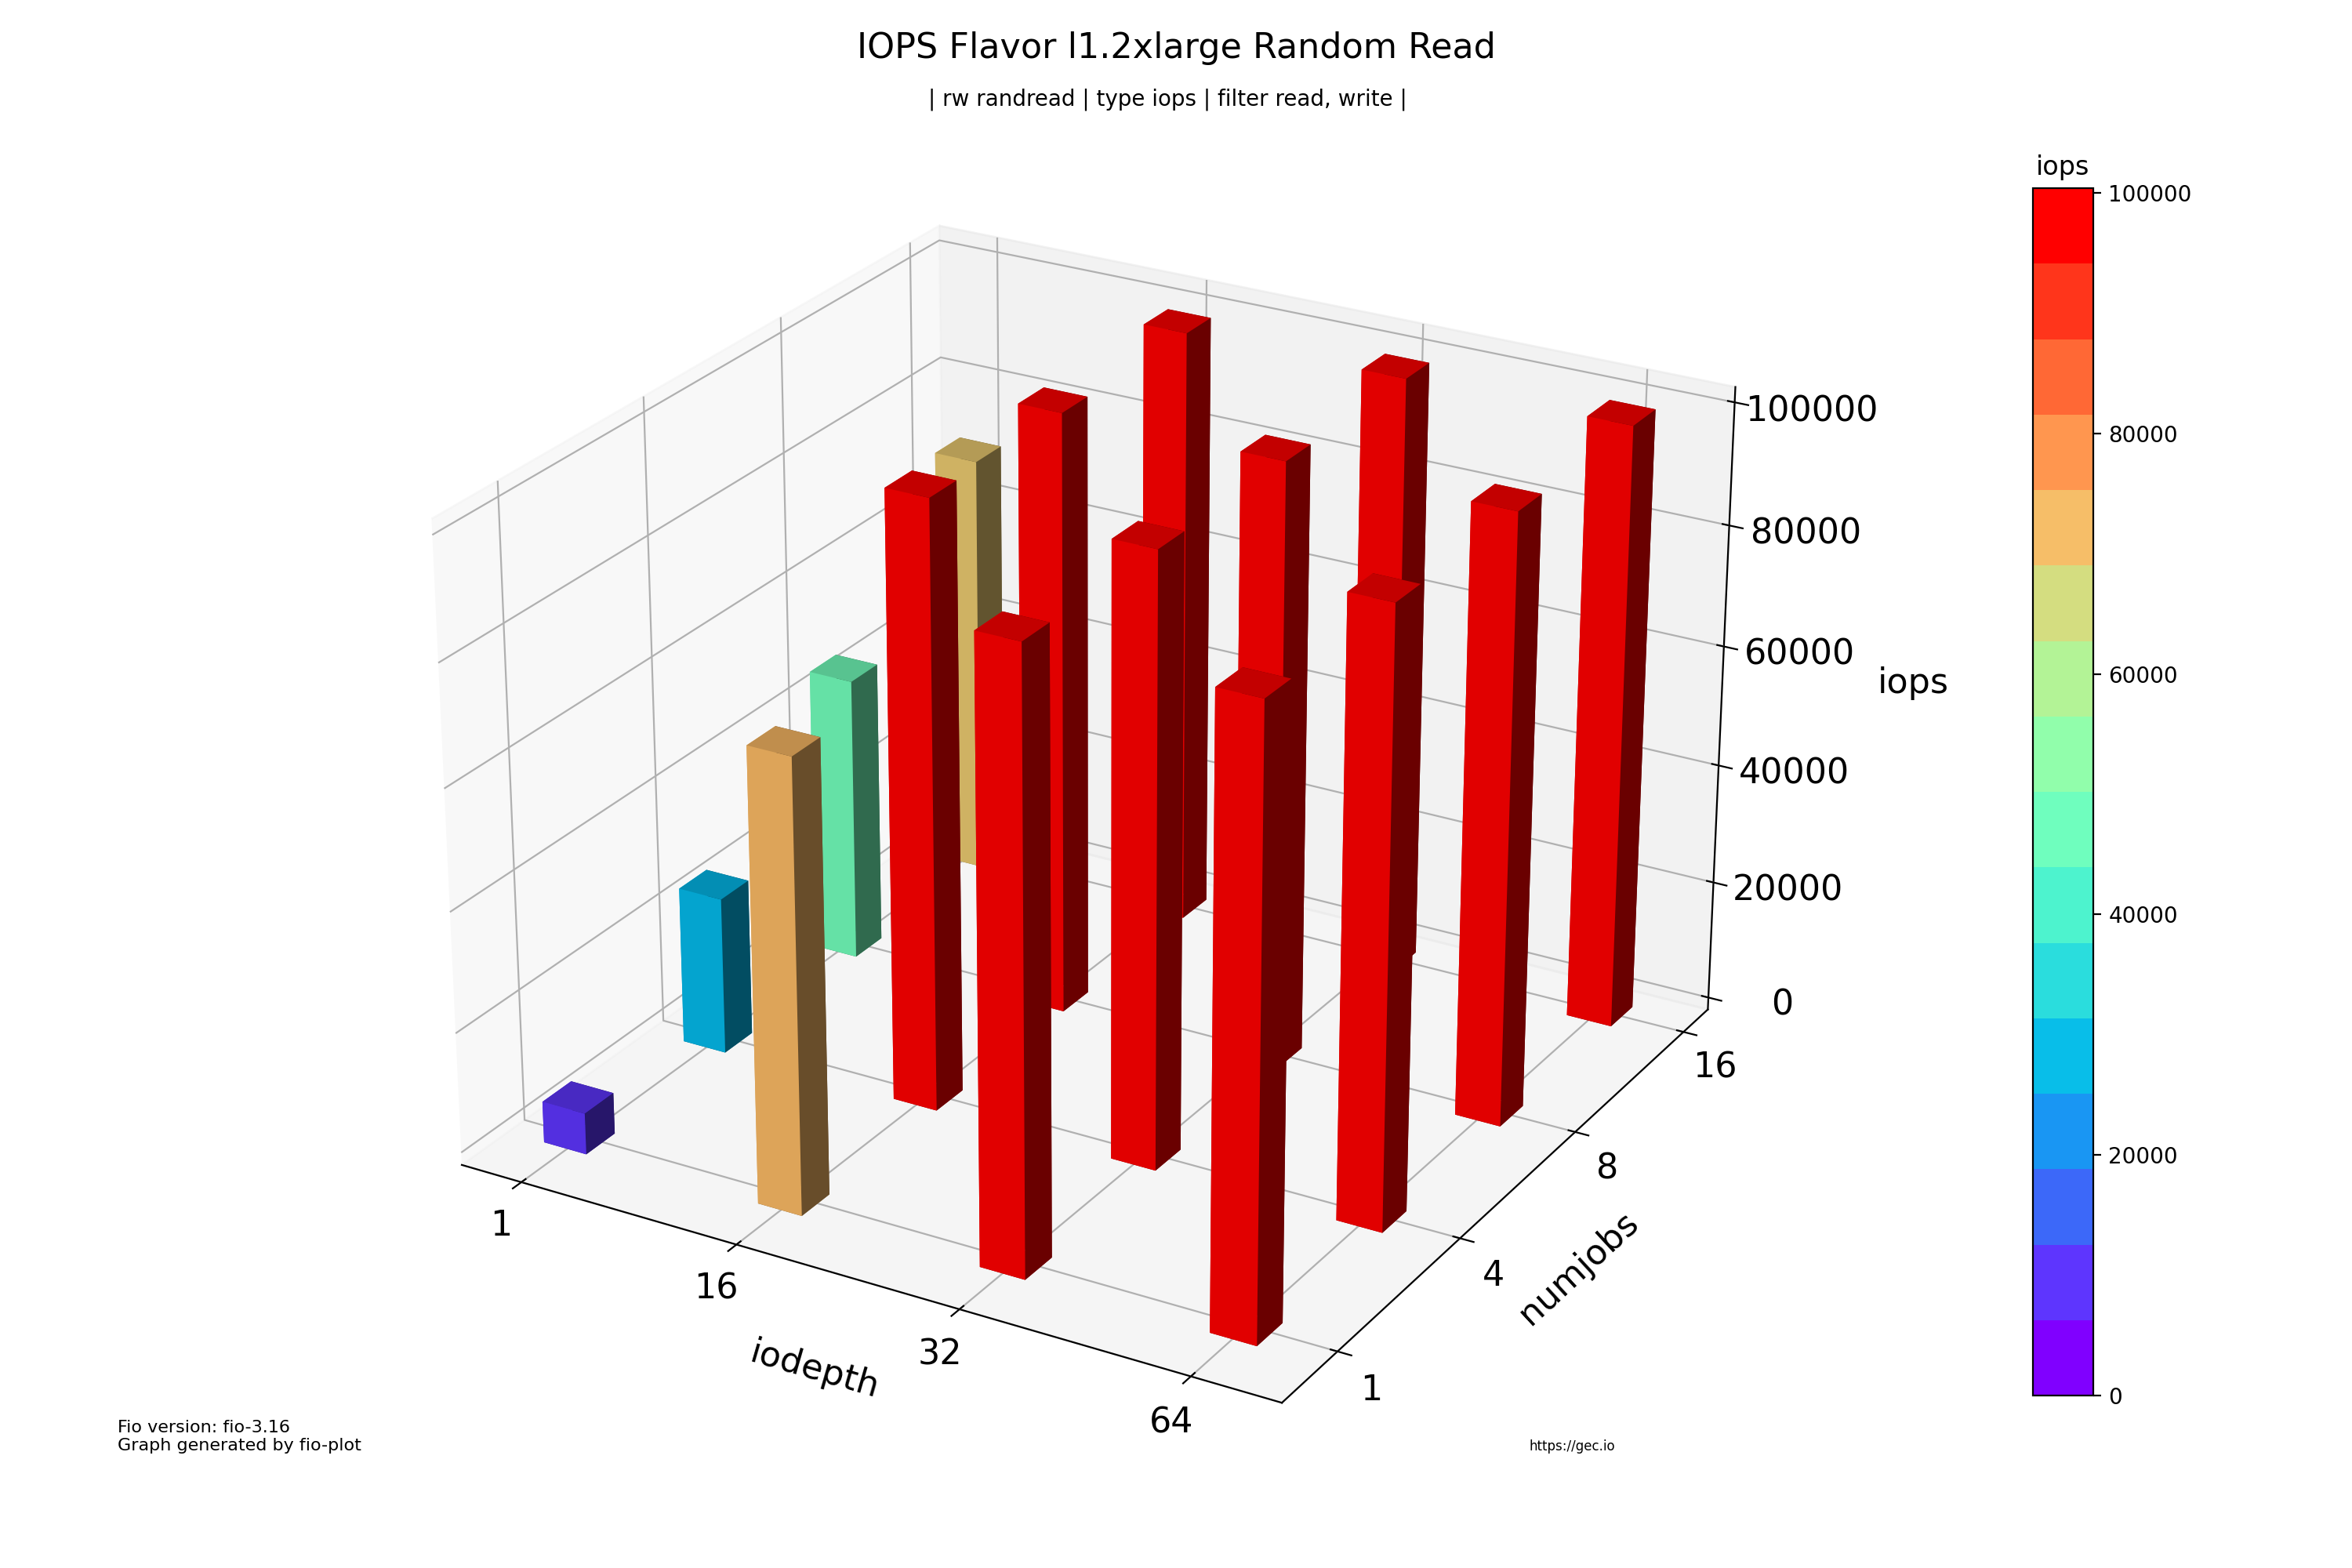 IOPS Flavor l1.2xlarge Random Read
| rw randread | type iops | filter read, write |
iops
100000
80000
60000
40000
20000
0
100000
80000
60000
40000
20000
0
iops
16
8
4
1
numjobs
1
16
32
64
iodepth
Fio version: fio-3.16
Graph generated by fio-plot
https://gec.io